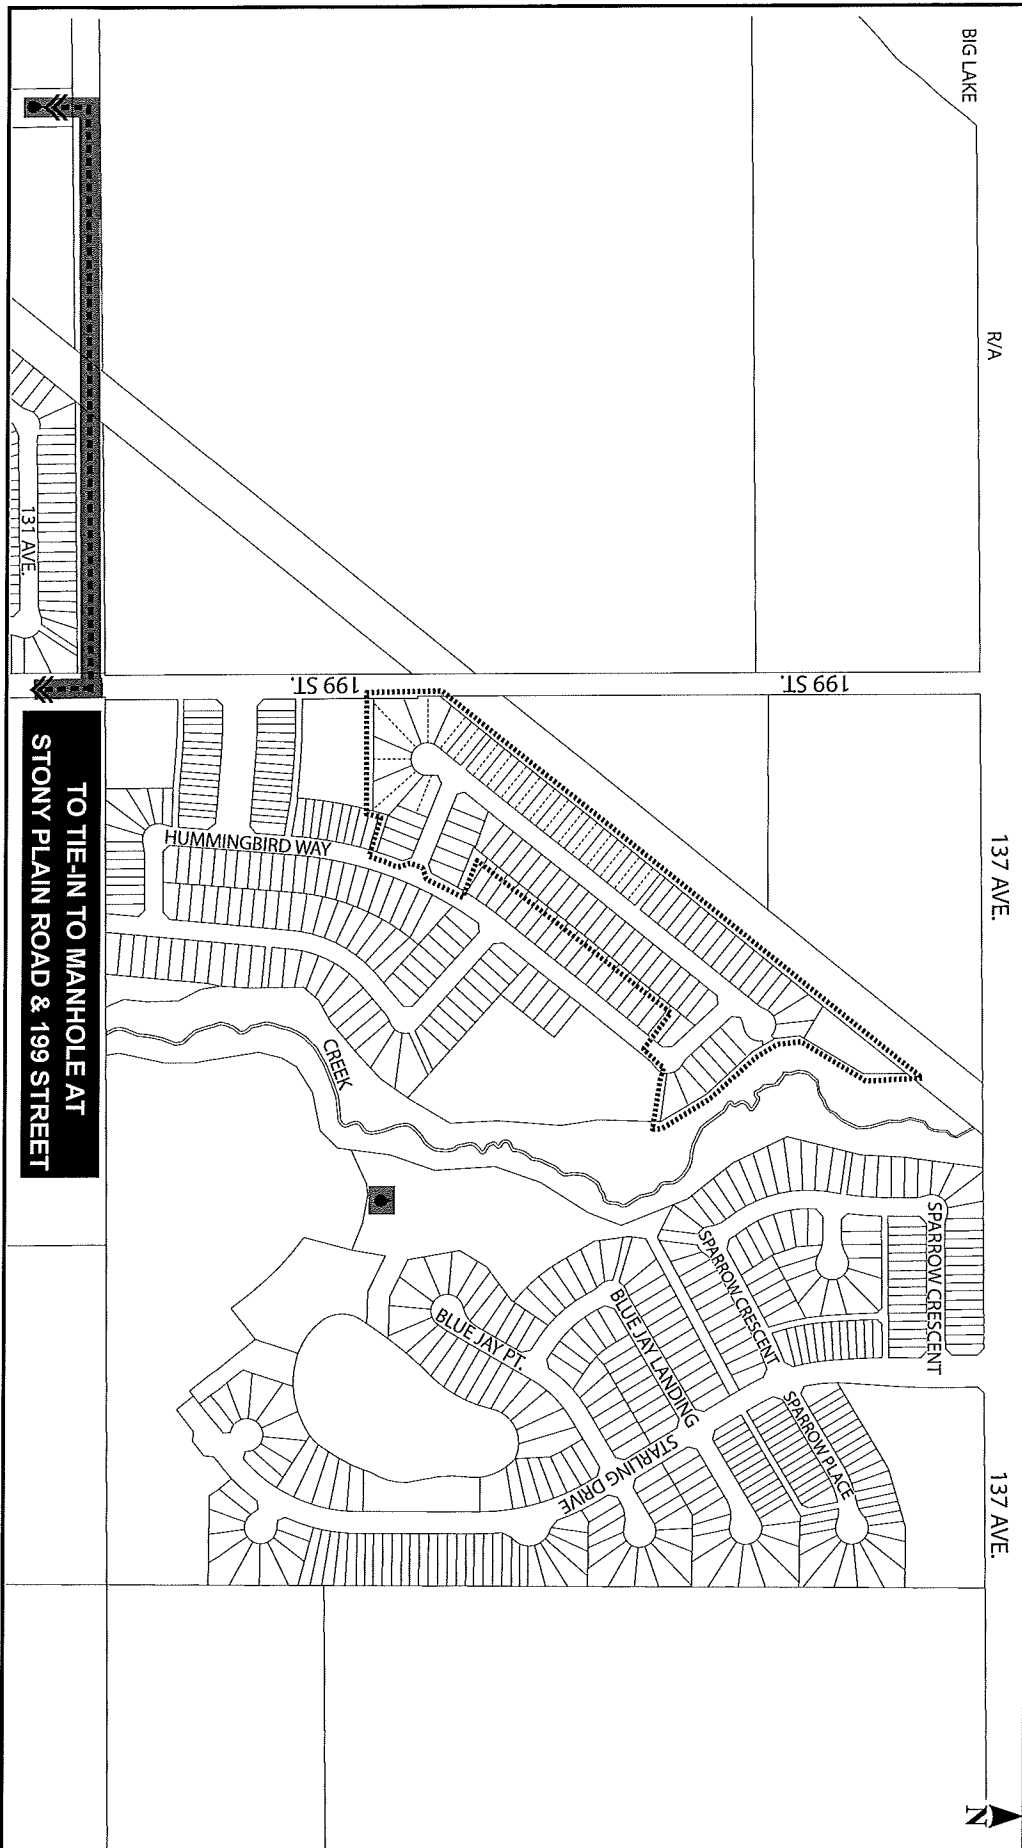 BIG LAKE
R/A
137 AVE.
137 AVE.
N
199 ST.
199 ST.
SPARROW CRESCENT
SPARROW CRESCENT
SPARROW PLACE
BLUE JAY LANDING
BLUE JAY PT.
STARLING DRIVE
CREEK
HUMMINGBIRD WAY
131 AVE.
TO TIE-IN TO MANHOLE AT
STONY PLAIN ROAD & 199 STREET